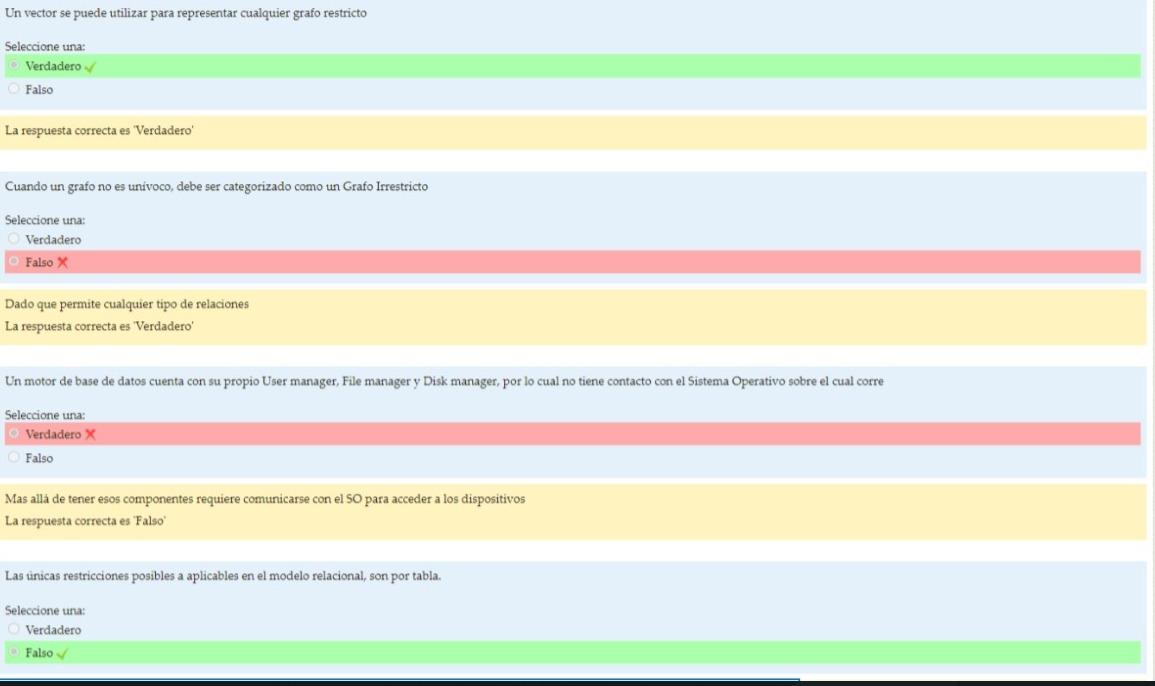 Un vector se puede utilizar para representar cualquier grafo restricto
Seleccione una:
Verdadero
Falso
La respuesta correcta es 'Verdadero'
Cuando un grafo no es unívoco, debe ser categorizado como un Grafo Irrestricto
Seleccione una:
Verdadero
Falso
Dado que permite cualquier tipo de relaciones
La respuesta correcta es 'Verdadero'
Un motor de base de datos cuenta con su propio User manager, File manager y Disk manager, por lo cual no tiene contacto con el Sistema Operativo sobre el cual corre
Seleccione una:
Verdadero
Falso
Mas allá de tener esos componentes requiere comunicarse con el SO para acceder a los dispositivos
La respuesta correcta es 'Falso'
Las únicas restricciones posibles a aplicables en el modelo relacional, son por tabla.
Seleccione una:
Verdadero
Falso